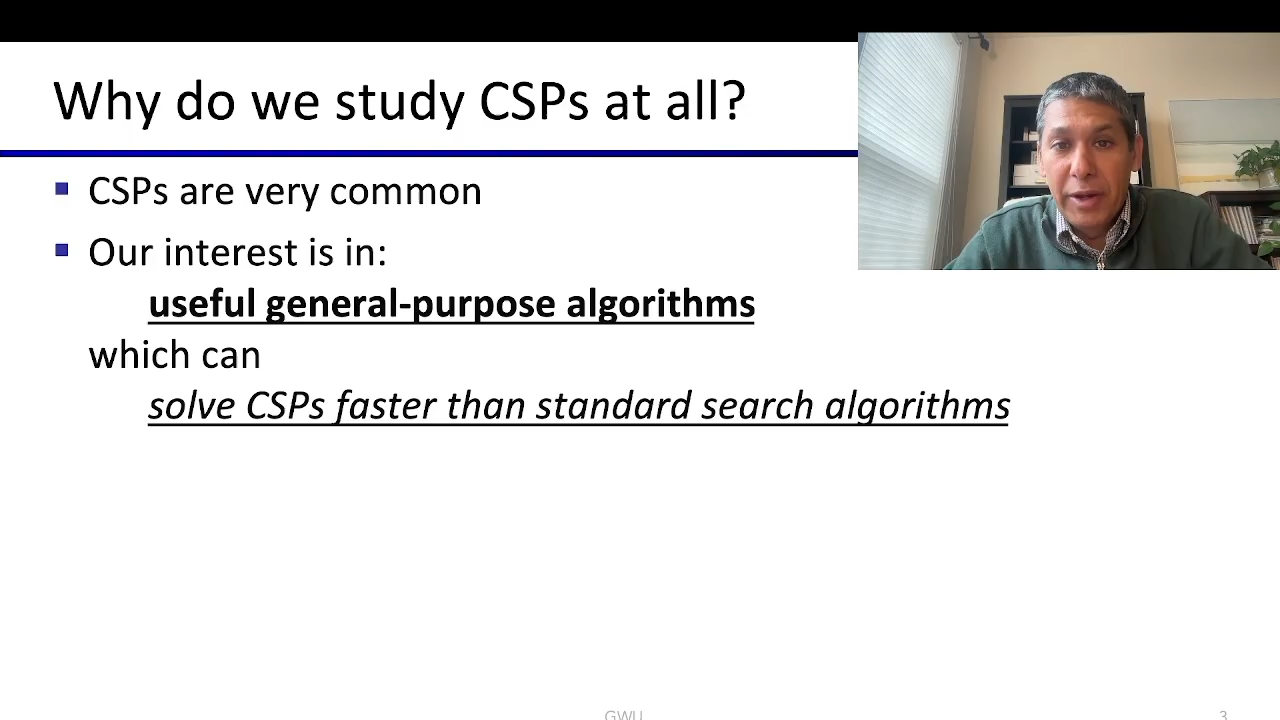 Why do we study CSPs at all?
▪ CSPs are very common
▪ Our interest is in:
useful general-purpose algorithms
which can
solve CSPs faster than standard search algorithms
GWU
3